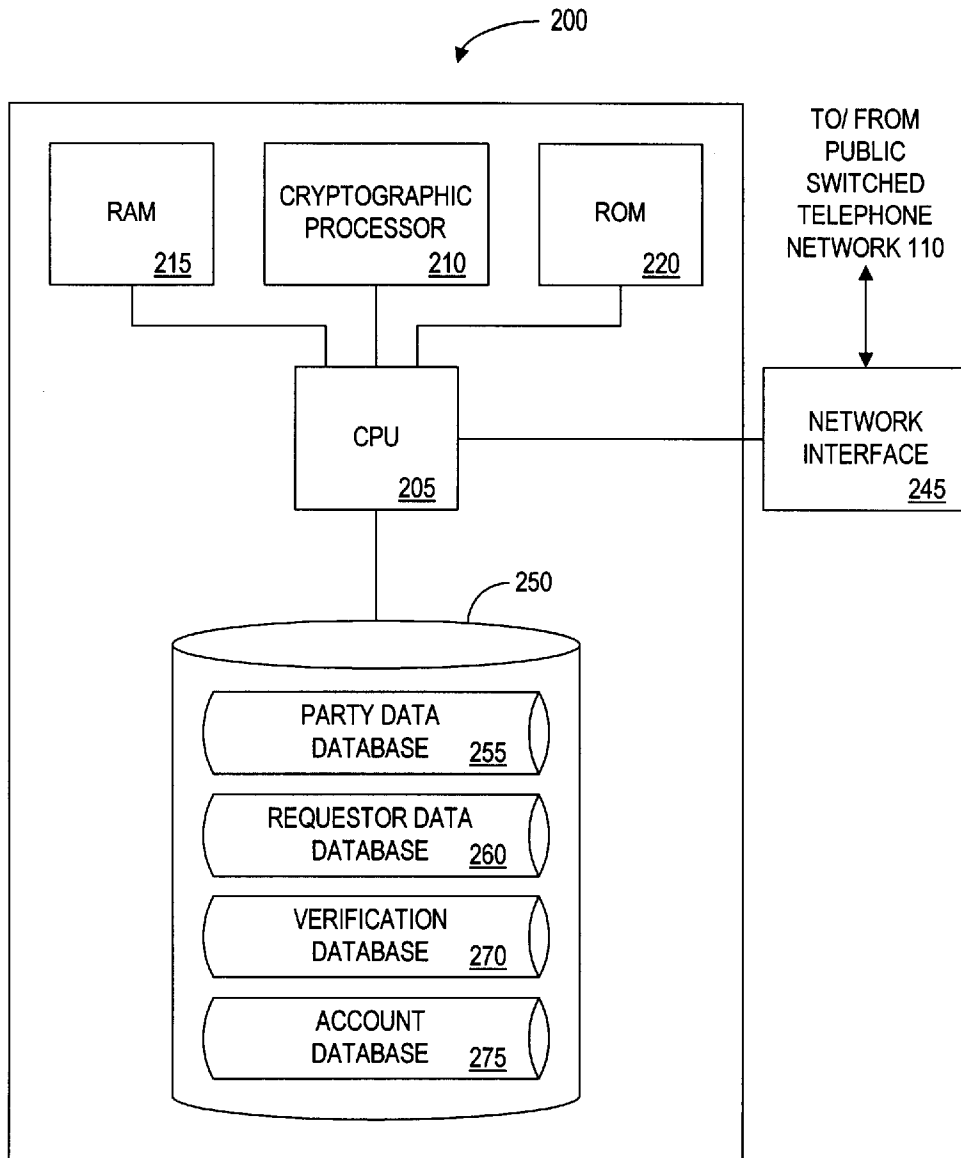 200
TO/ FROM
PUBLIC
SWITCHED
TELEPHONE
NETWORK 110
RAM
215
CRYPTOGRAPHIC
PROCESSOR
210
ROM
220
CPU
205
NETWORK
INTERFACE
245
250
PARTY DATA
DATABASE 255
REQUESTOR DATA
DATABASE 260
VERIFICATION
DATABASE 270
ACCOUNT
DATABASE 275